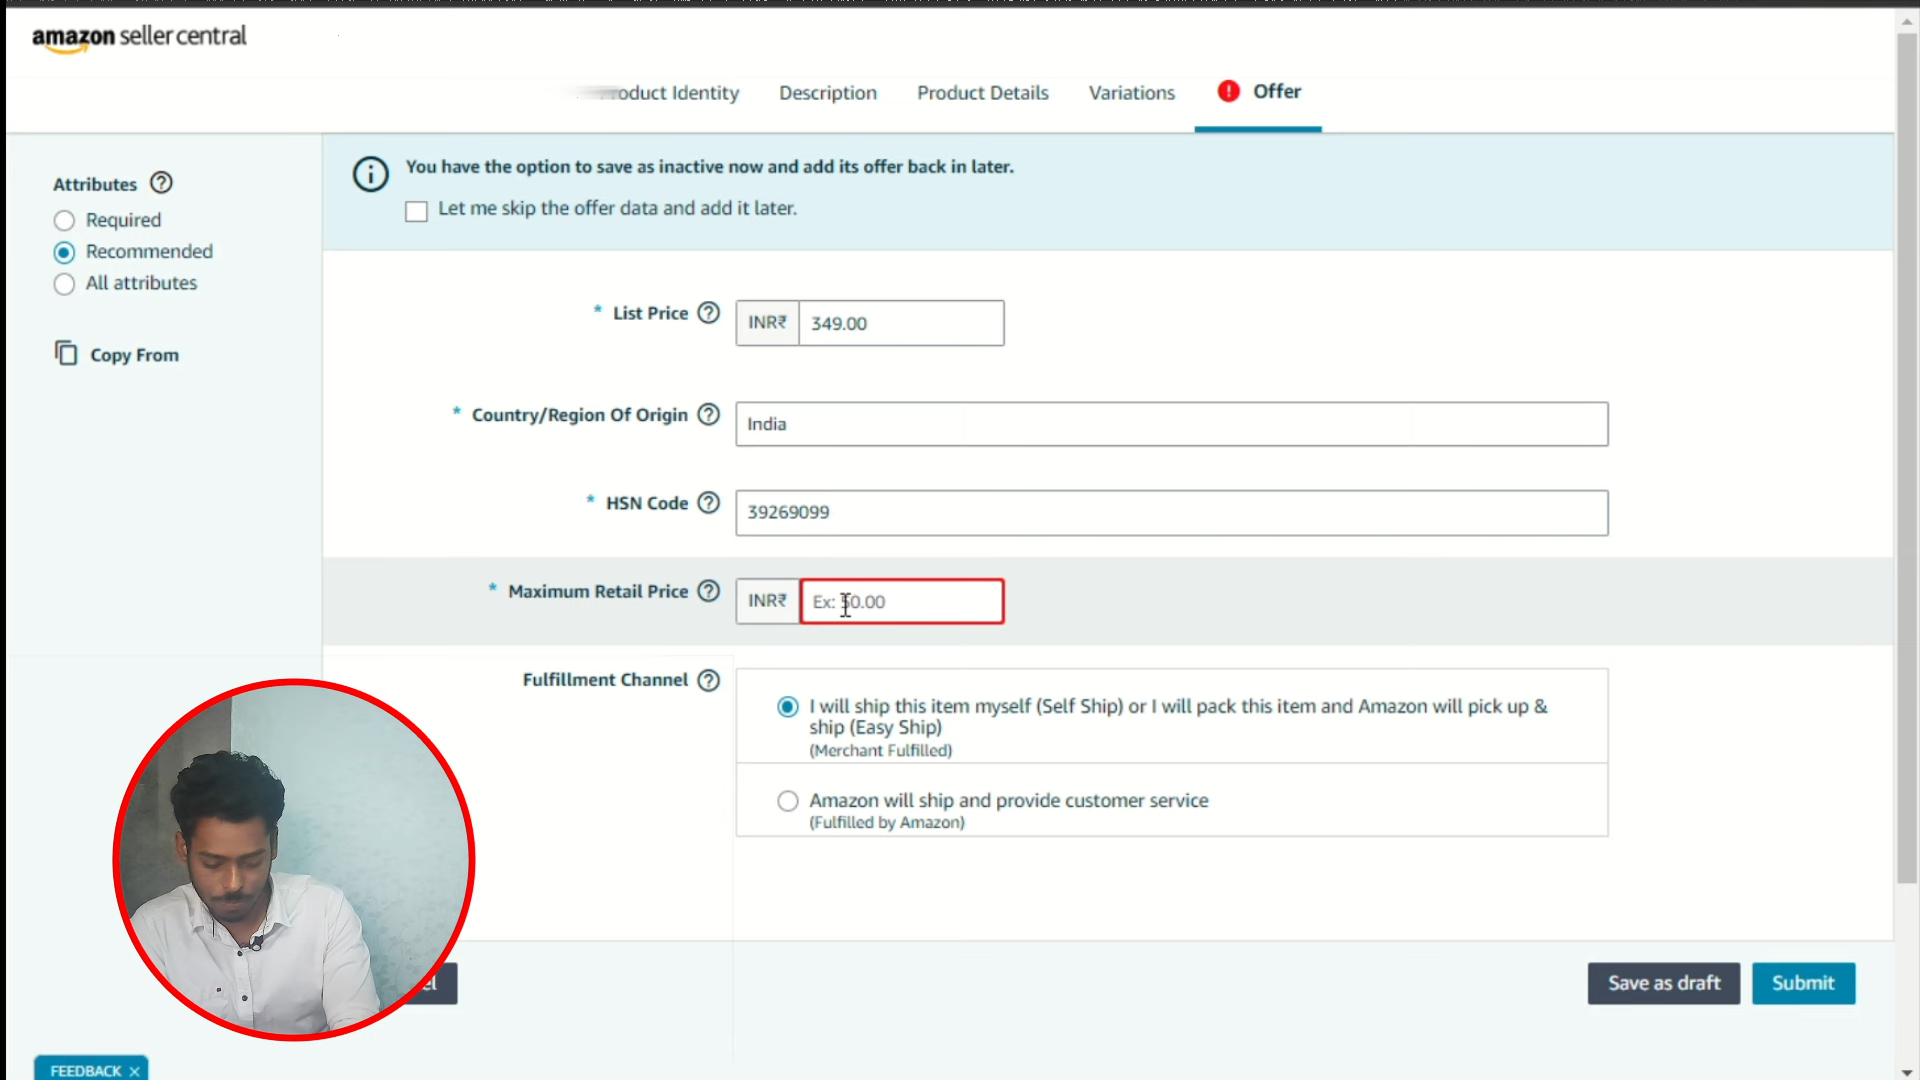 amazon seller central
oduct Identity Description Product Details Variations ! Offer
You have the option to save as inactive now and add its offer back in later.
Let me skip the offer data and add it later.
Attributes ?
Required
Recommended
All attributes
Copy From
* List Price ? INR₹ 349.00
* Country/Region Of Origin ? India
* HSN Code ? 39269099
* Maximum Retail Price ? INR₹ Ex: 50.00
Fulfillment Channel ?
I will ship this item myself (Self Ship) or I will pack this item and Amazon will pick up &
ship (Easy Ship)
(Merchant Fulfilled)
Amazon will ship and provide customer service
(Fulfilled by Amazon)
el Save as draft Submit
FEEDBACK ×